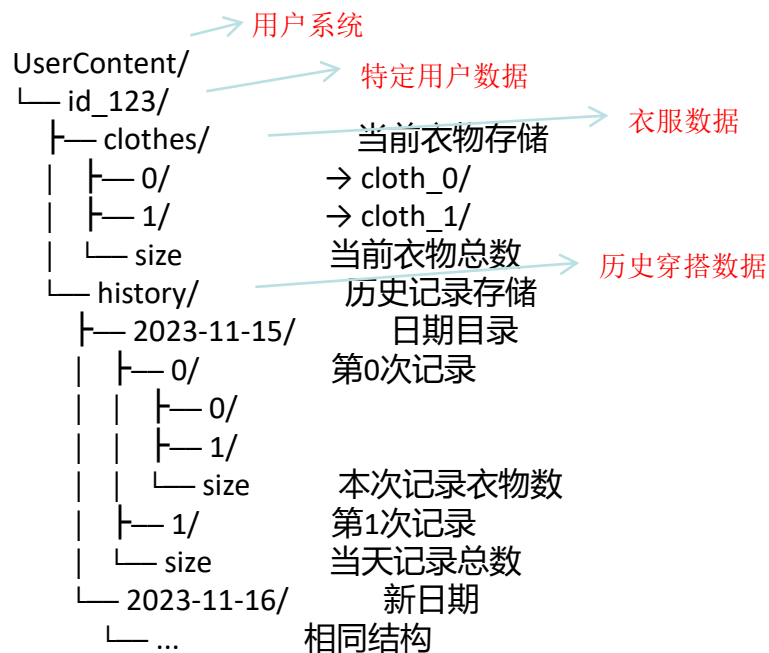 用户系统
UserContent/
特定用户数据
└── id_123/
├── clothes/ 当前衣物存储
衣服数据
│ ├── 0/ → cloth_0/
│ ├── 1/ → cloth_1/
│ └── size 当前衣物总数
历史穿搭数据
└── history/ 历史记录存储
├── 2023-11-15/ 日期目录
│ ├── 0/ 第0次记录
│ │ ├── 0/
│ │ ├── 1/
│ │ └── size 本次记录衣物数
│ ├── 1/ 第1次记录
│ └── size 当天记录总数
└── 2023-11-16/ 新日期
└── ... 相同结构